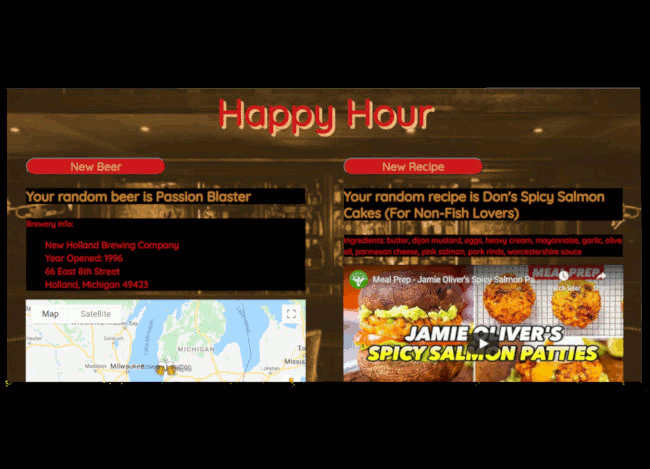 Happy Hour
New Beer
Your random beer is Passion Blaster
Brewery Info:
New Holland Brewing Company
Year Opened: 1996
66 East 8th Street
Holland, Michigan 49423
Map Satellite
MICHIGAN
Lake Huron
Madison Milwaukee
Toronto
New Recipe
Your random recipe is Don's Spicy Salmon
Cakes (For Non-Fish Lovers)
Ingredients: butter, dijon mustard, eggs, heavy cream, mayonnaise, garlic, olive
oil, parmesan cheese, pink salmon, pork rinds, worcestershire sauce
Meal Prep - Jamie Oliver's Spicy Salmon Pa
MEAL PREP
JAMIE OLIVER'S
SPICY SALMON PATTIES